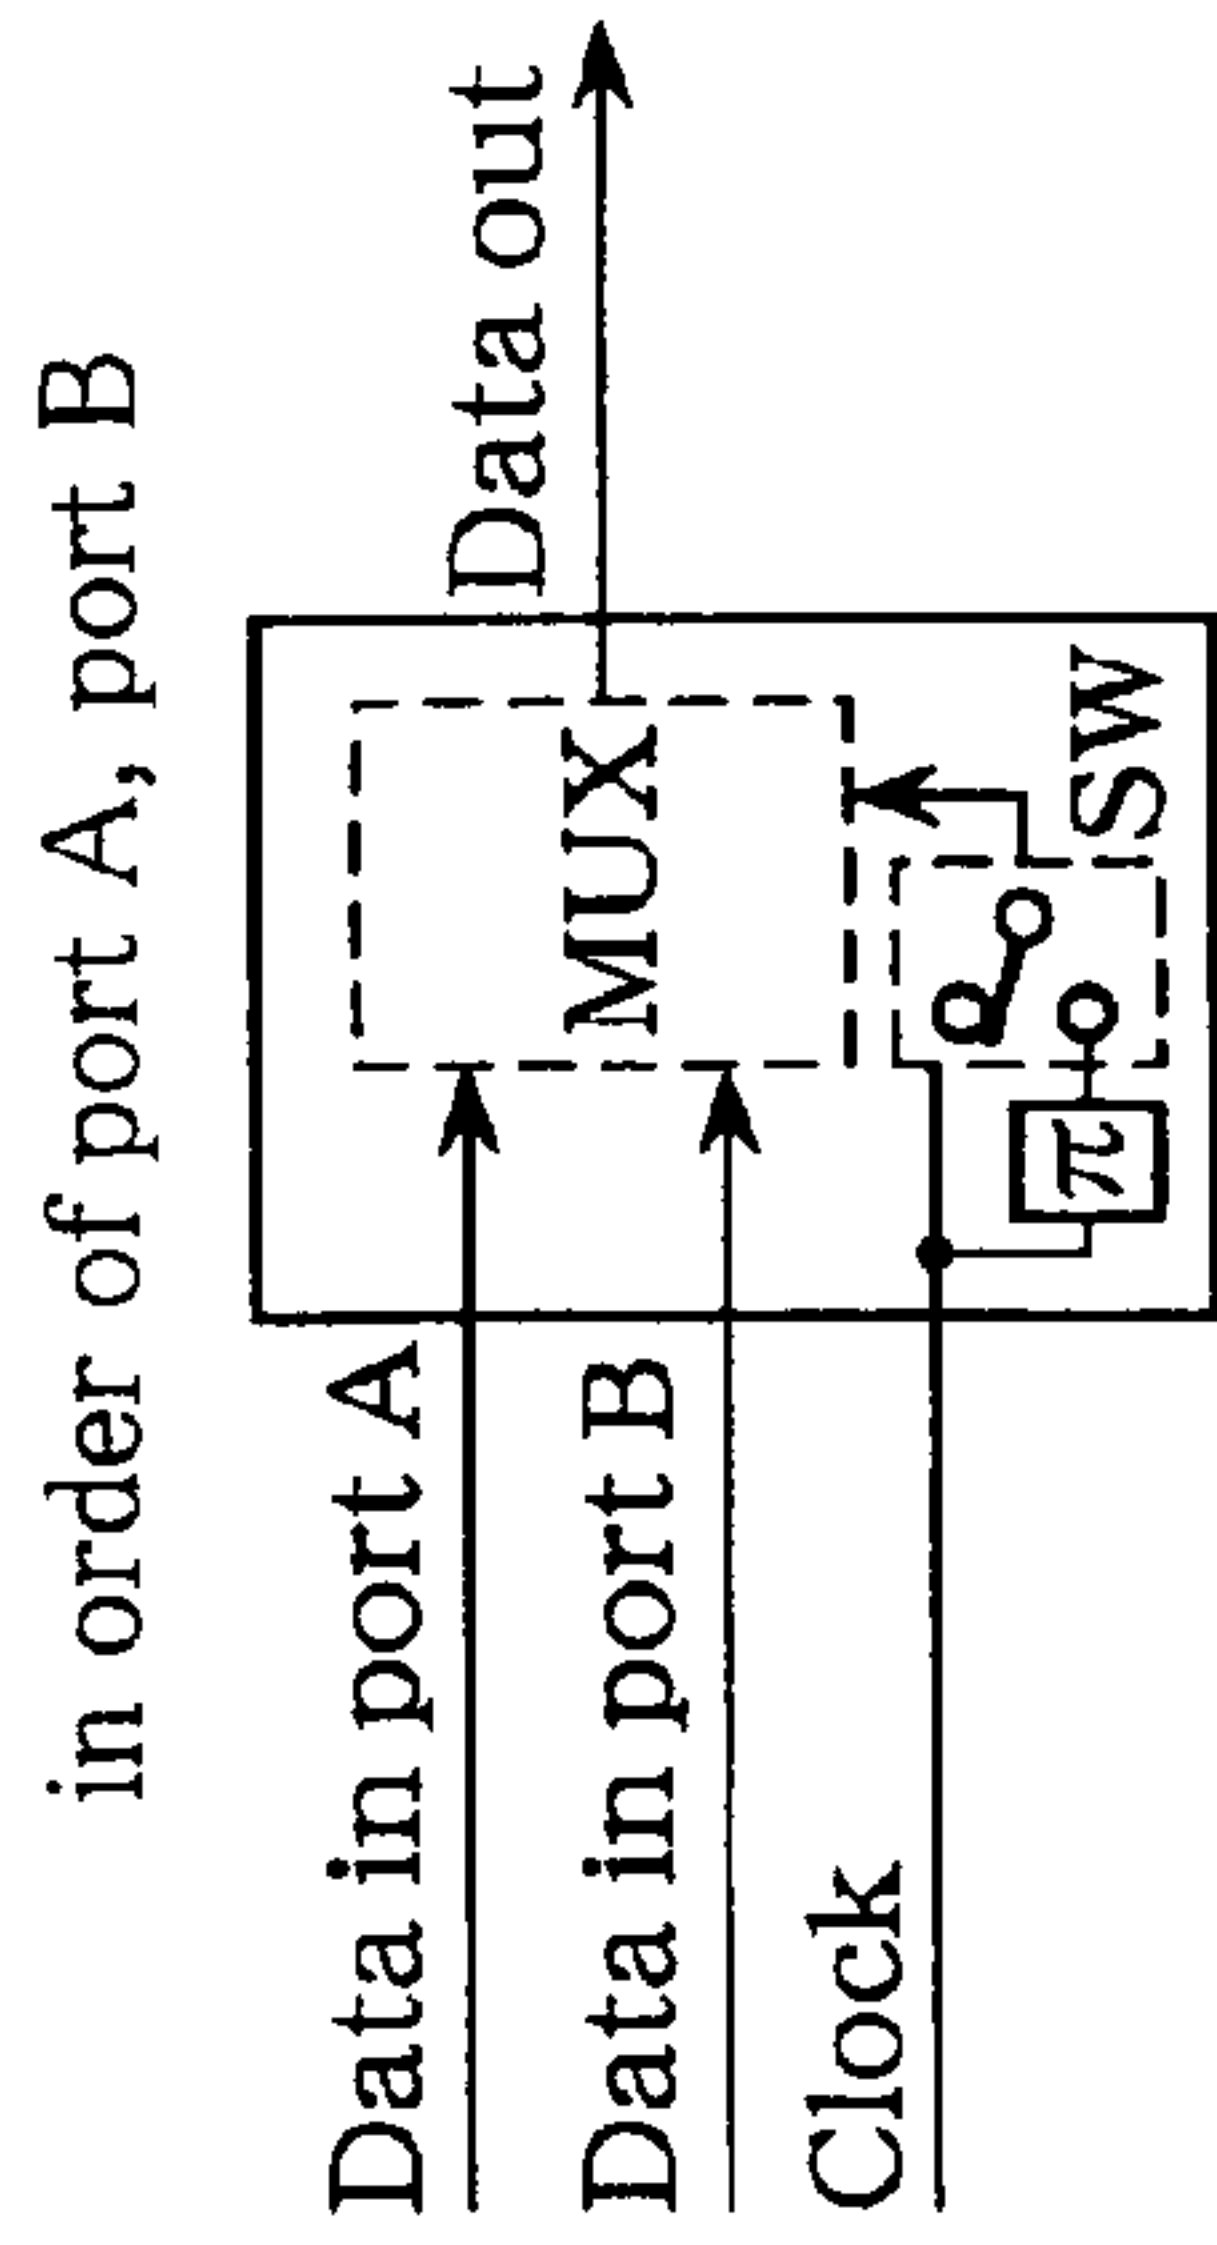 in order of port A, port B
Data in port A
Data in port B
Clock
MUX
π
SW
Data out